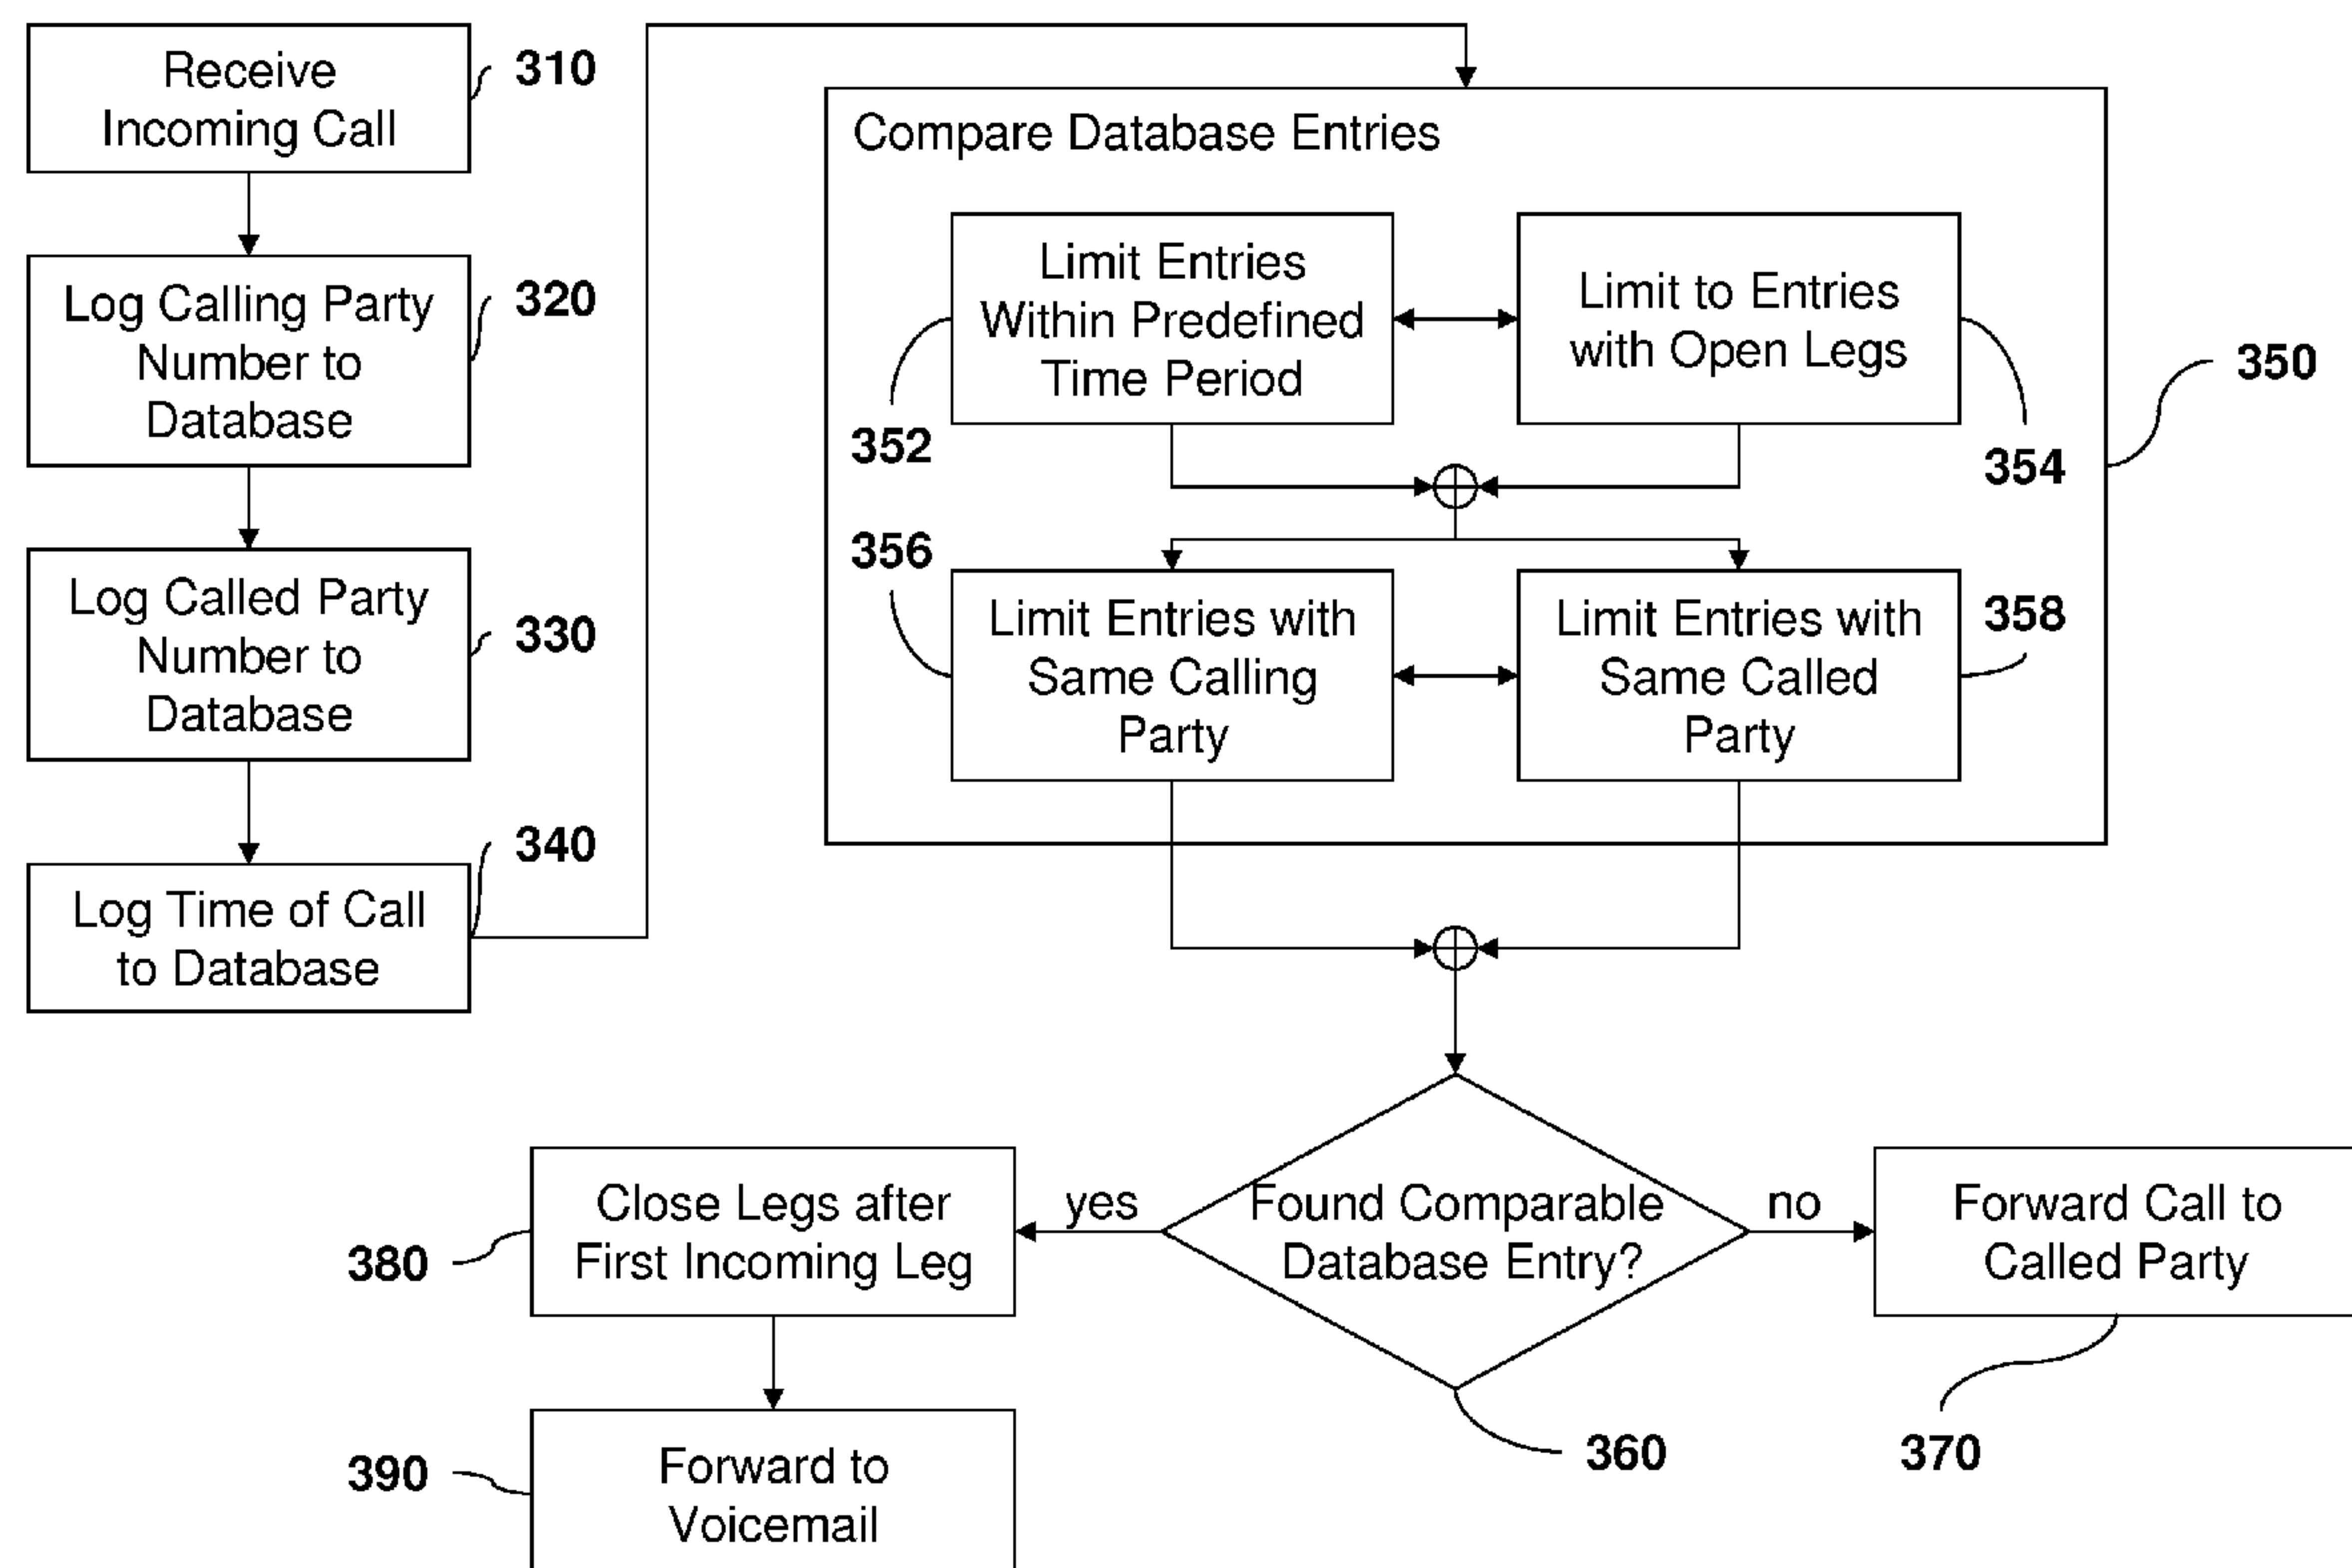 Receive
Incoming Call
310
Log Calling Party
Number to
Database
320
Log Called Party
Number to
Database
330
Log Time of Call
to Database
340
Compare Database Entries
Limit Entries
Within Predefined
Time Period
352
Limit to Entries
with Open Legs
354
350
356
Limit Entries with
Same Calling
Party
Limit Entries with
Same Called
Party
358
Found Comparable
Database Entry?
360
yes
no
Close Legs after
First Incoming Leg
380
Forward Call to
Called Party
370
Forward to
Voicemail
390